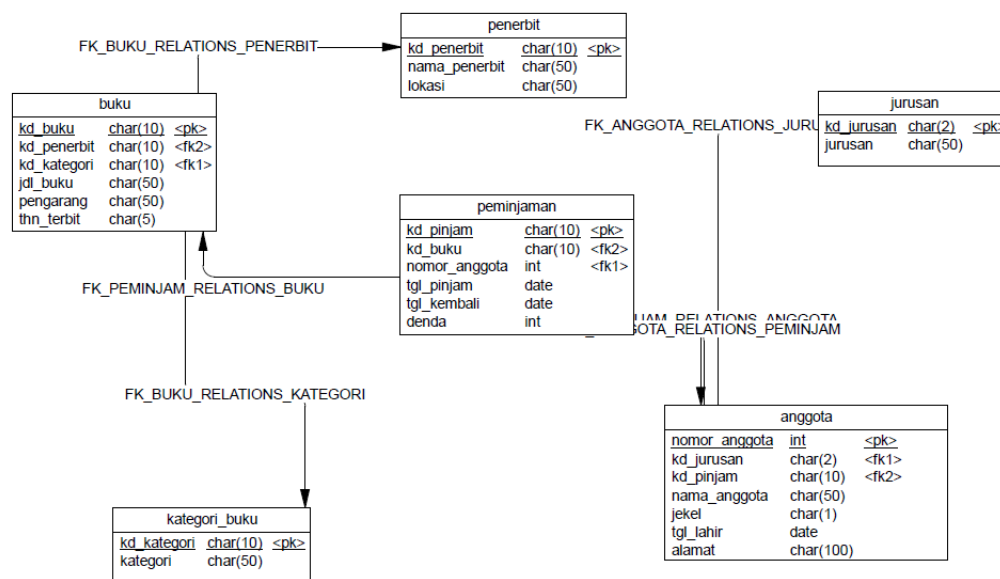 penerbit
kd_penerbit char(10) <pk>
nama_penerbit char(50)
lokasi char(50)
FK_BUKU_RELATIONS_PENERBIT
buku
kd_buku char(10) <pk>
kd_penerbit char(10) <fk2>
kd_kategori char(10) <fk1>
jdl_buku char(50)
pengarang char(50)
thn_terbit char(5)
jurusan
kd_jurusan char(2) <pk>
jurusan char(50)
FK_ANGGOTA_RELATIONS_JURU
peminjaman
kd_pinjam char(10) <pk>
kd_buku char(10) <fk2>
nomor_anggota int <fk1>
tgl_pinjam date
tgl_kembali date
denda int
FK_PEMINJAM_RELATIONS_BUKU
JAM_RELATIONS_ANGGOTA
GOTA_RELATIONS_PEMINJAM
FK_BUKU_RELATIONS_KATEGORI
anggota
nomor_anggota int <pk>
kd_jurusan char(2) <fk1>
kd_pinjam char(10) <fk2>
nama_anggota char(50)
jekel char(1)
tgl_lahir date
alamat char(100)
kategori_buku
kd_kategori char(10) <pk>
kategori char(50)